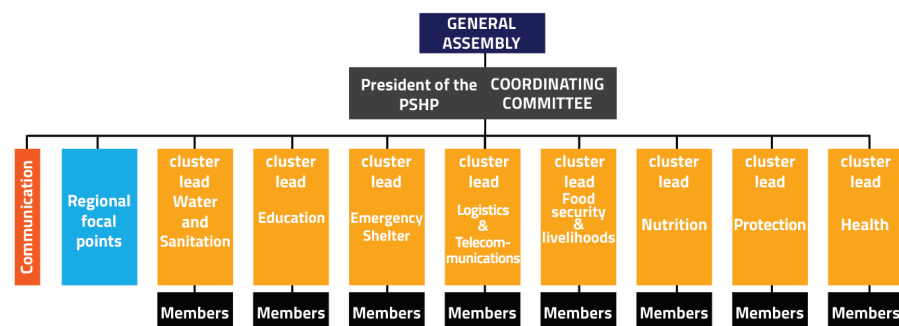 GENERAL
ASSEMBLY
President of the
PSHP
COORDINATING
COMMITTEE
Communication
Regional
focal
points
cluster
lead
Water
and
Sanitation
cluster
lead
Education
cluster
lead
Emergency
Shelter
cluster
lead
Logistics
&
Telecom-
munications
cluster
lead
Food
security
&
livelihoods
cluster
lead
Nutrition
cluster
lead
Protection
cluster
lead
Health
Members
Members
Members
Members
Members
Members
Members
Members